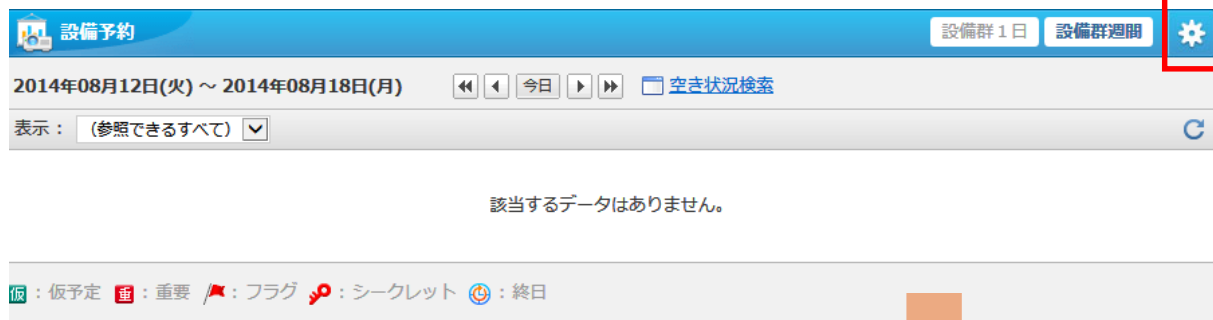 設備予約 設備群1日 設備群週間
2014年08月12日(火) ~ 2014年08月18日(月) 今日 空き状況検索
表示: (参照できるすべて)
該当するデータはありません。
仮:仮予定 重:重要 :フラグ :シークレット :終日